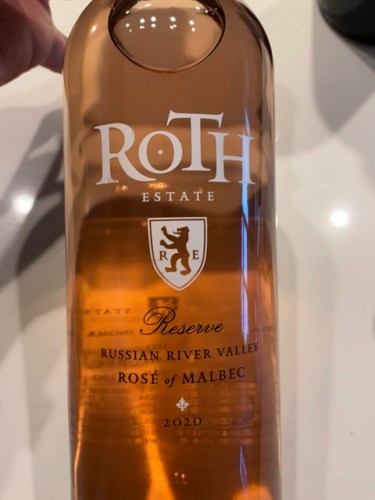 ROTH
ESTATE
R E
Reserve
RUSSIAN RIVER VALLEY
ROSÉ of MALBEC
2020